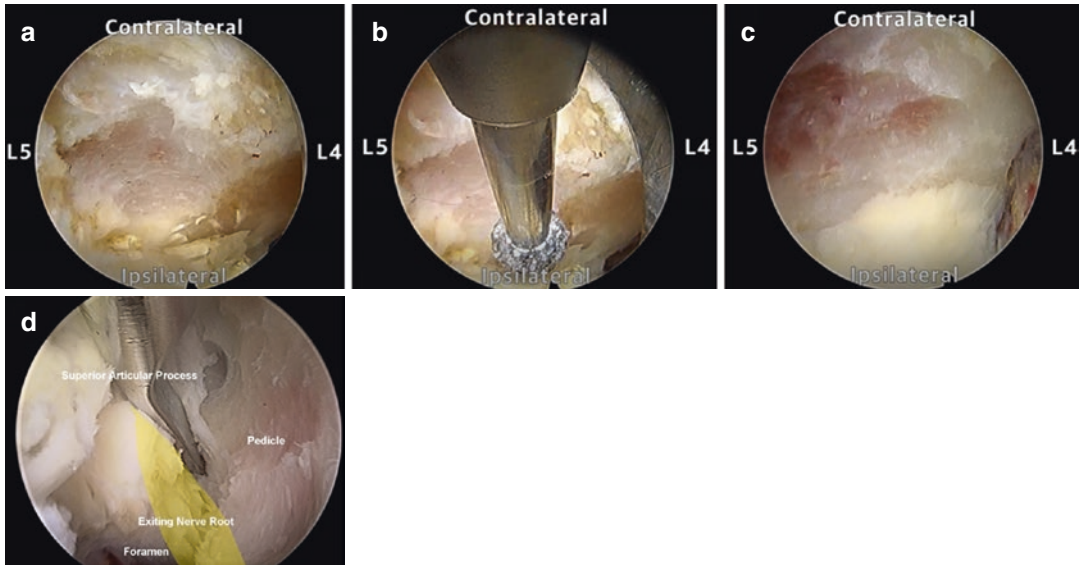 a
Contralateral
L5
L4
Ipsilateral
b
Contralateral
L5
L4
Ipsilateral
c
Contralateral
L5
L4
Ipsilateral
d
Superior Articular Process
Pedicle
Exiting Nerve Root
Foramen